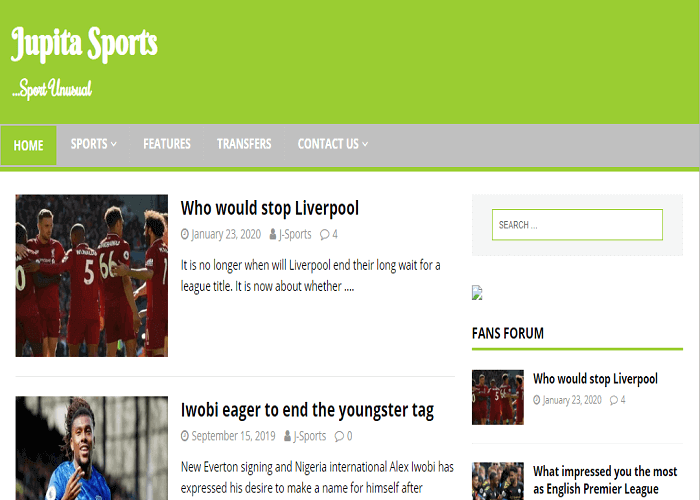 Jupita Sports
...Sport Unusual
HOME SPORTS FEATURES TRANSFERS CONTACT US
Who would stop Liverpool
January 23, 2020 J-Sports 4
It is no longer when will Liverpool end their long wait for a
league title. It is now about whether ....
Iwobi eager to end the youngster tag
September 15, 2019 J-Sports 0
New Everton signing and Nigeria international Alex Iwobi has
expressed his desire to make a name for himself after
SEARCH ...
FANS FORUM
Who would stop Liverpool
January 23, 2020 4
What impressed you the most
as English Premier League
0
5
66